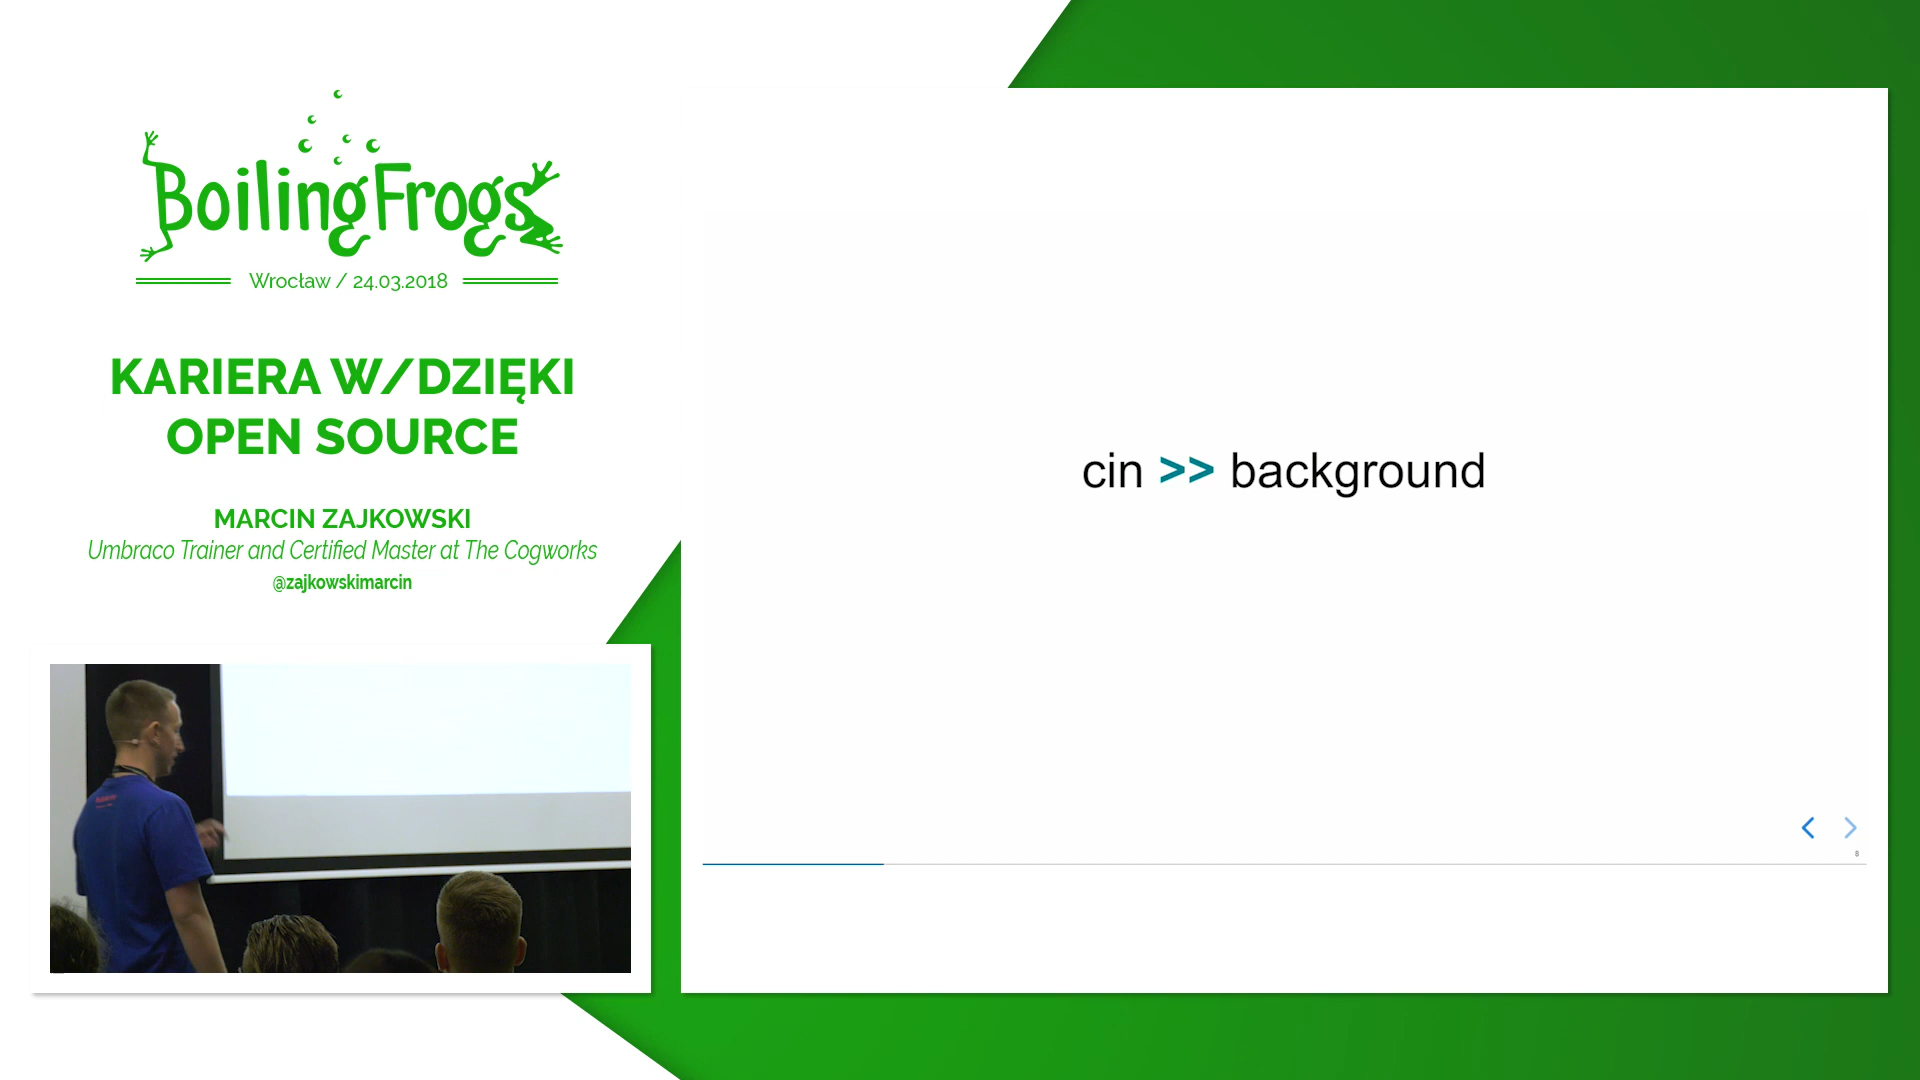 BoilingFrogs
Wrocław / 24.03.2018
KARIERA W/DZIĘKI
OPEN SOURCE
MARCIN ZAJKOWSKI
Umbraco Trainer and Certified Master at The Cogworks
@zajkowskimarcin
cin >> background
8